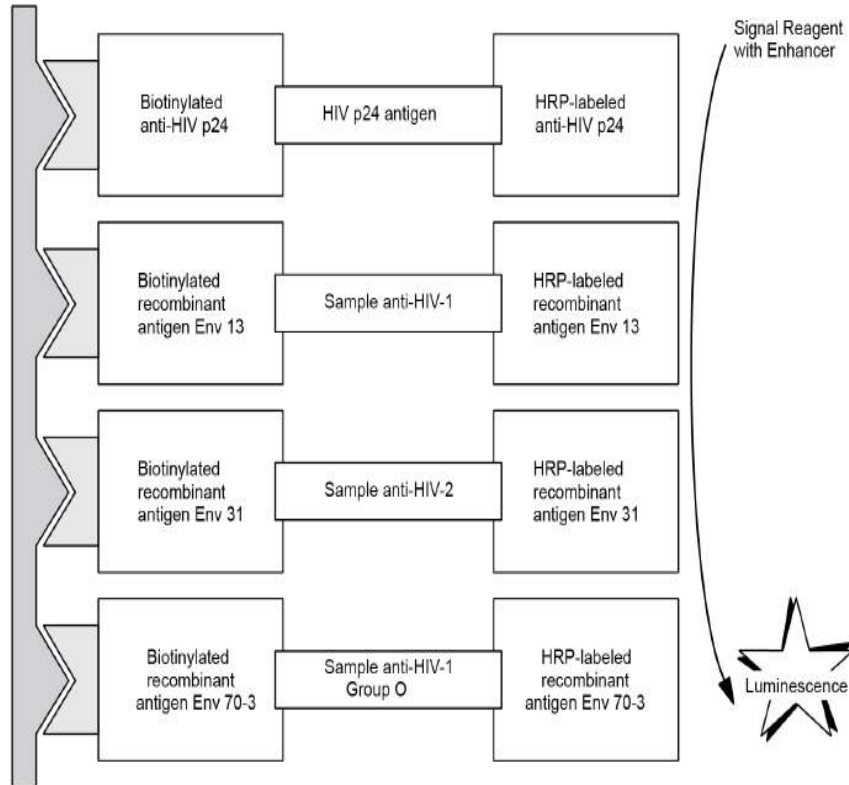 Signal Reagent
with Enhancer
Biotinylated
anti-HIV p24
HIV p24 antigen
HRP-labeled
anti-HIV p24
Biotinylated
recombinant
antigen Env 13
Sample anti-HIV-1
HRP-labeled
recombinant
antigen Env 13
Biotinylated
recombinant
antigen Env 31
Sample anti-HIV-2
HRP-labeled
recombinant
antigen Env 31
Biotinylated
recombinant
antigen Env 70-3
Sample anti-HIV-1
Group O
HRP-labeled
recombinant
antigen Env 70-3
Luminescence